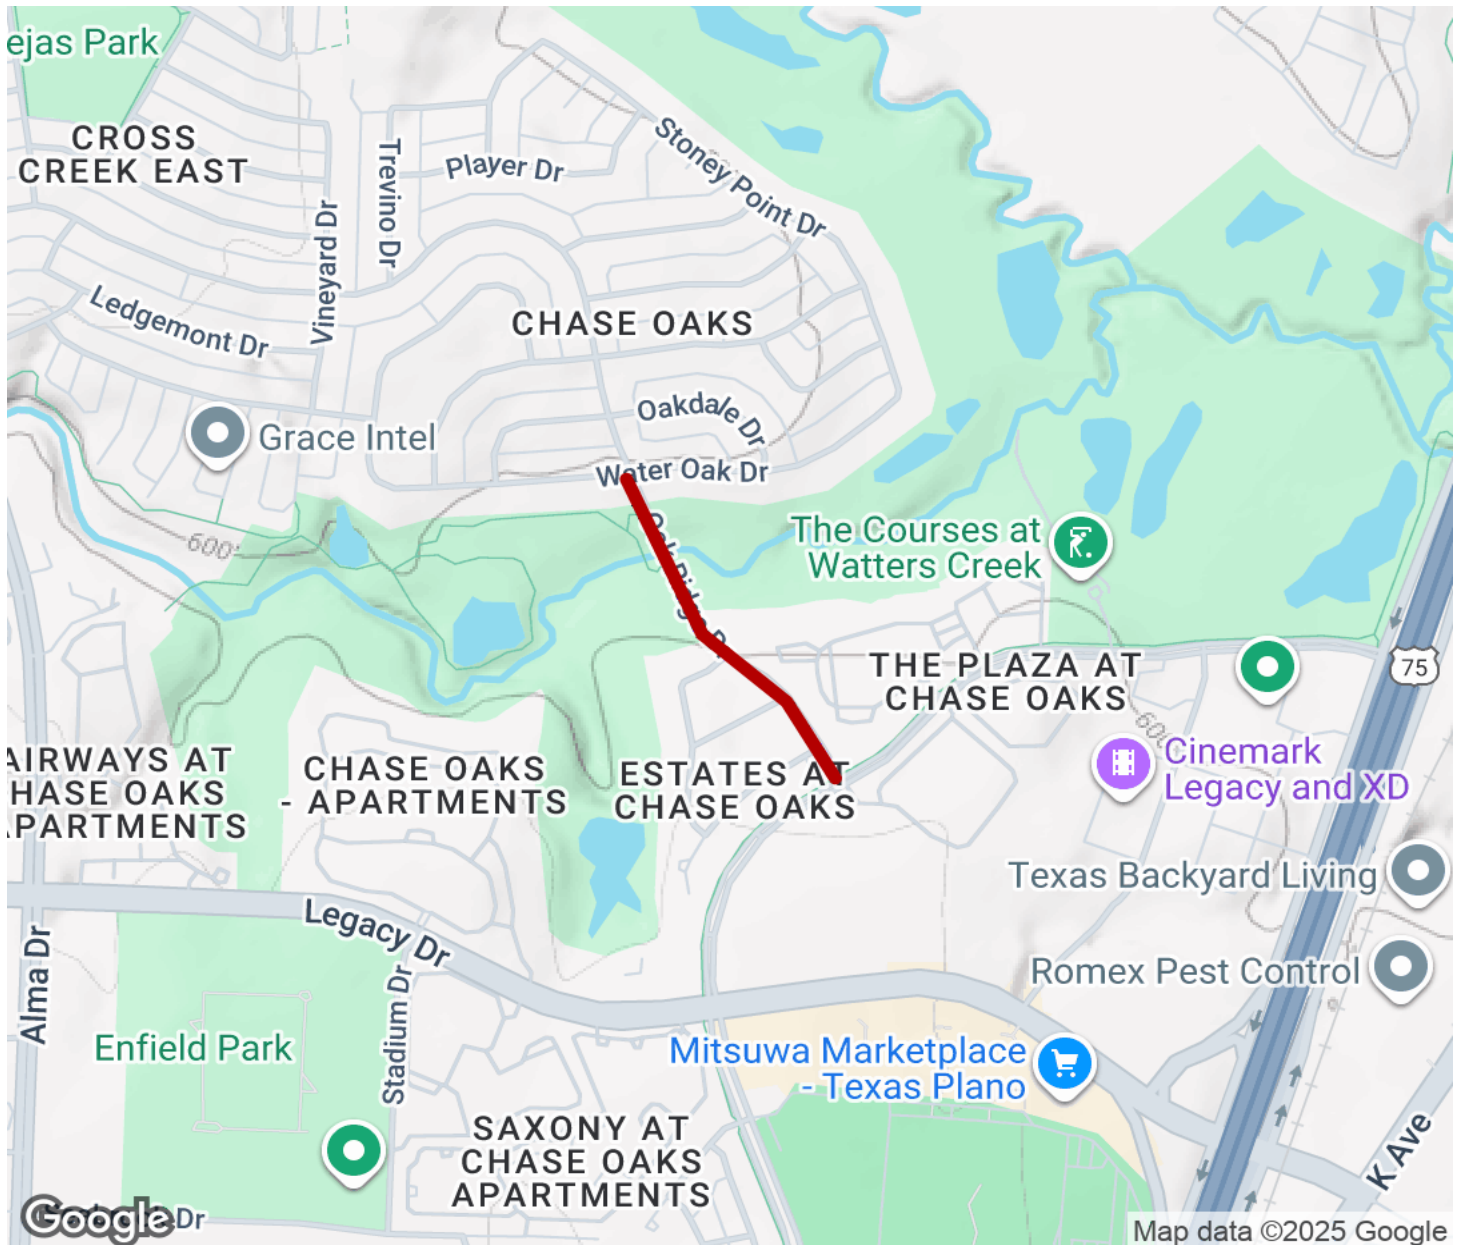 ejas Park
CROSS
CREEK EAST
Trevino Dr
Player Dr
Stoney Point Dr
Vineyard Dr
Ledgemont Dr
CHASE OAKS
Oakdale Dr
Grace Intel
Water Oak Dr
600'
The Courses at
Watters Creek
THE PLAZA AT
CHASE OAKS
75
600
AIRWAYS AT
HASE OAKS
APARTMENTS
CHASE OAKS
- APARTMENTS
ESTATES AT
CHASE OAKS
Cinemark
Legacy and XD
Texas Backyard Living
Legacy Dr
Alma Dr
Stadium Dr
Romex Pest Control
Enfield Park
Mitsuwa Marketplace
- Texas Plano
SAXONY AT
CHASE OAKS
APARTMENTS
K Ave
Google
Dr
Map data ©2025 Google